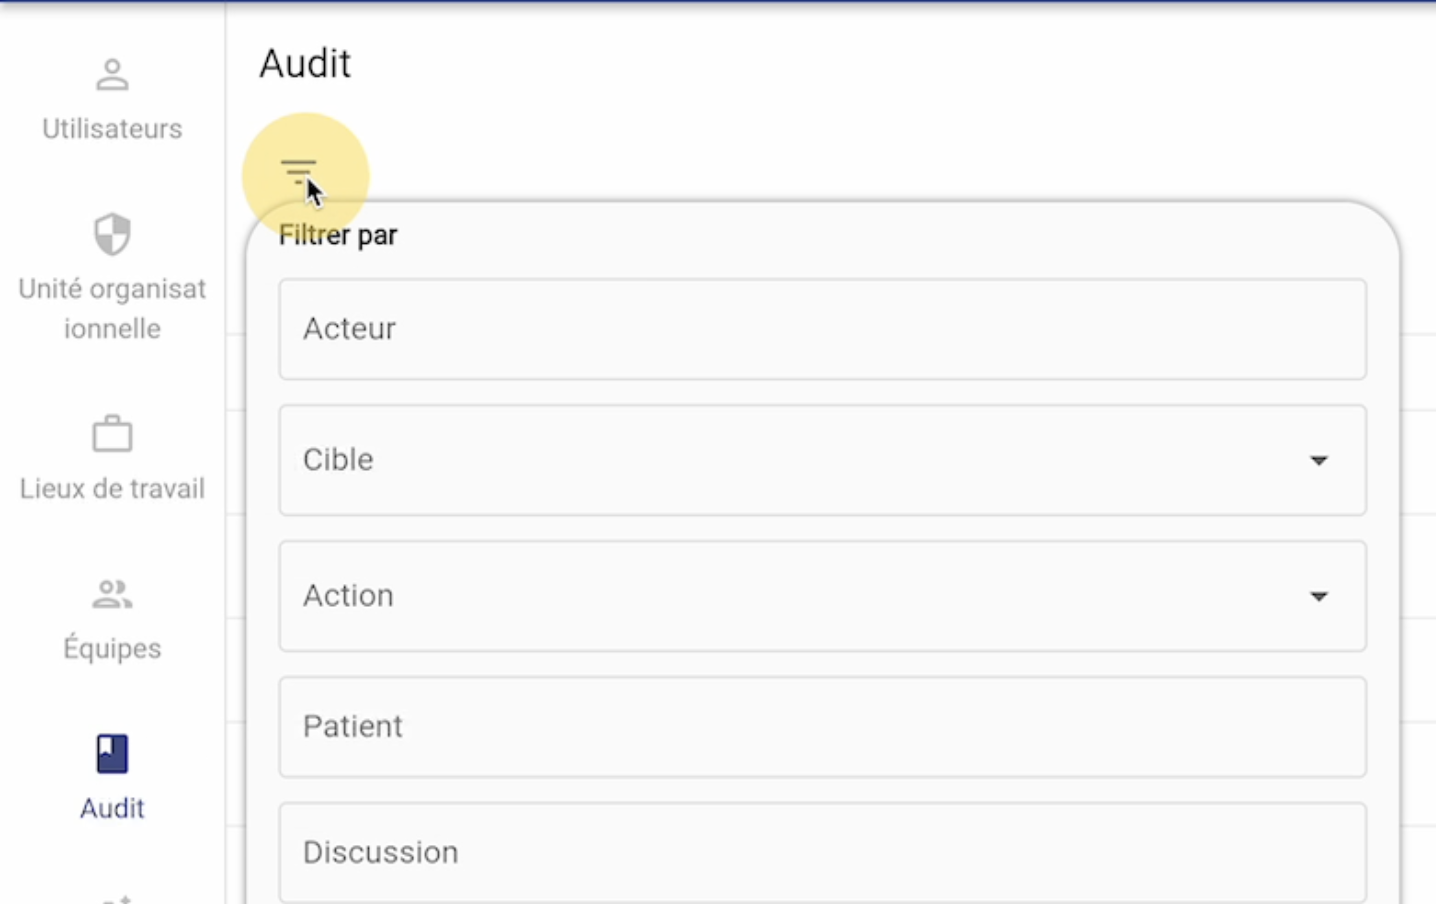 Audit
Utilisateurs
Unité organisat
ionnelle
Lieux de travail
Équipes
Audit
Filtrer par
Acteur
Cible
Action
Patient
Discussion